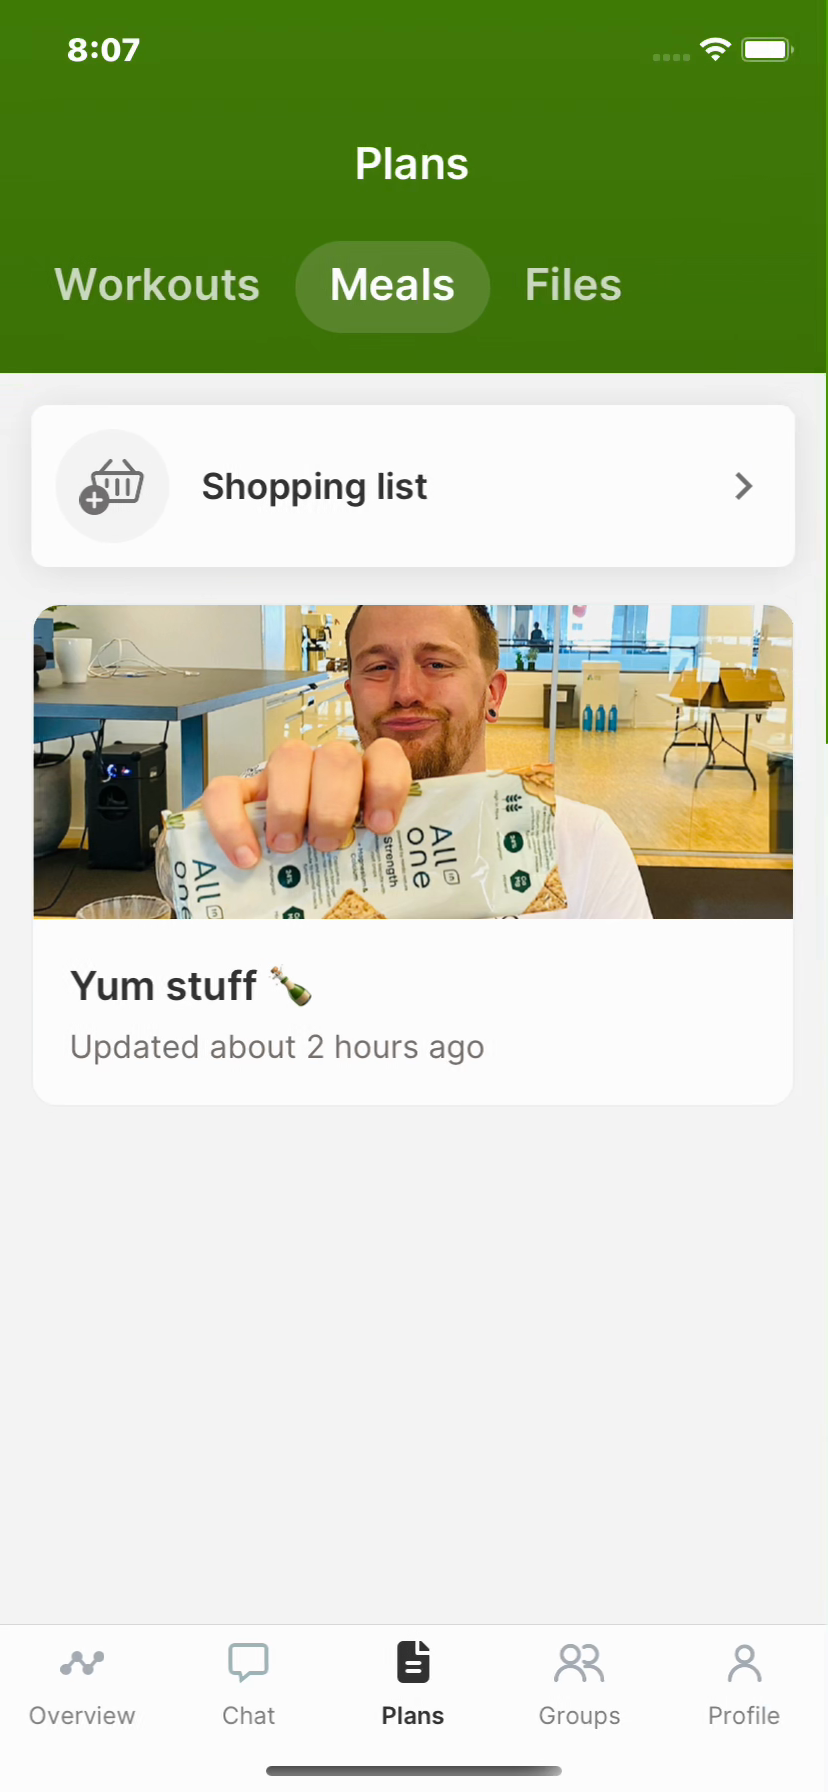 8:07
Plans
Workouts Meals Files
Shopping list
All
one
Strength
All
one
Yum stuff 🍾
Updated about 2 hours ago
Overview Chat Plans Groups Profile